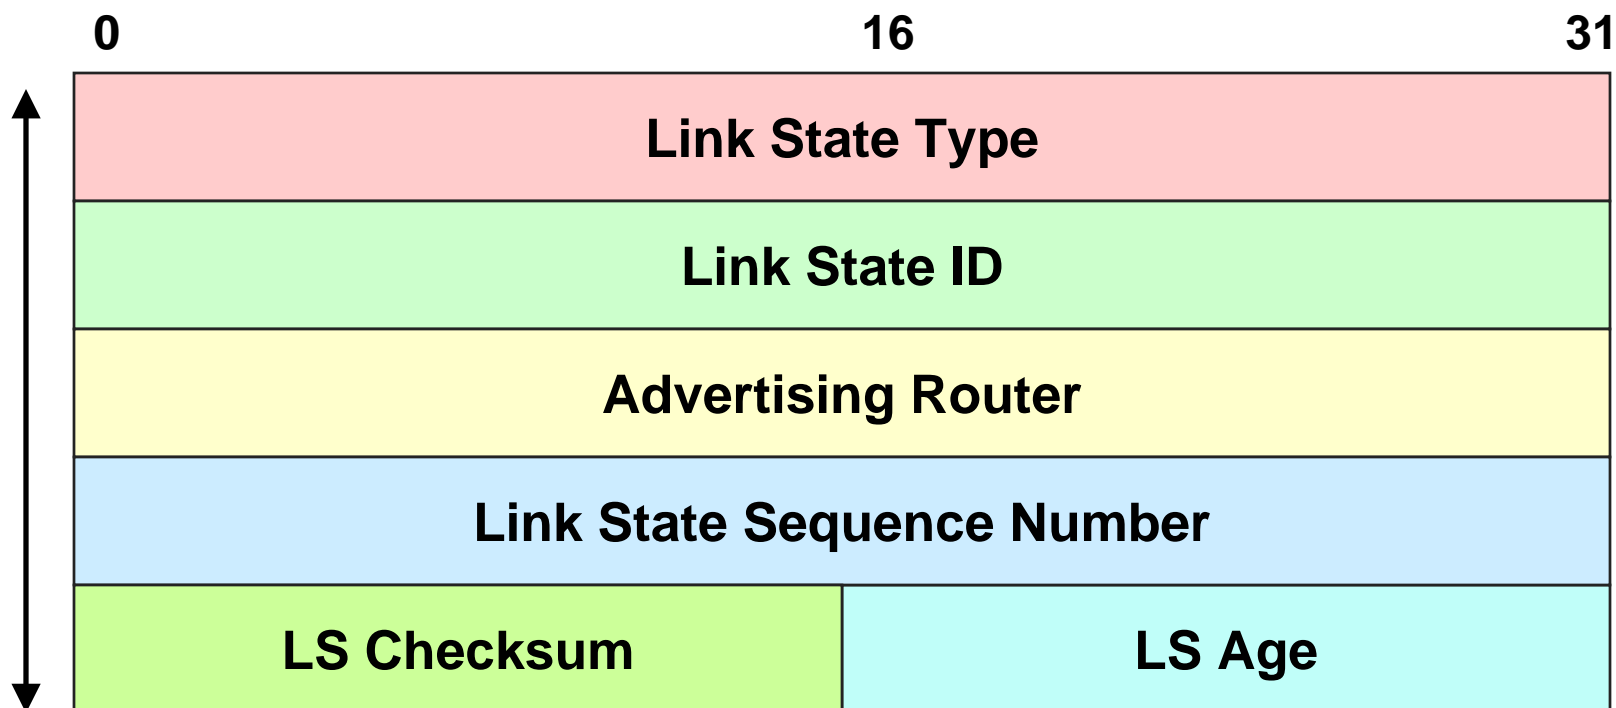 0 16 31
Link State Type
Link State ID
Advertising Router
Link State Sequence Number
LS Checksum LS Age